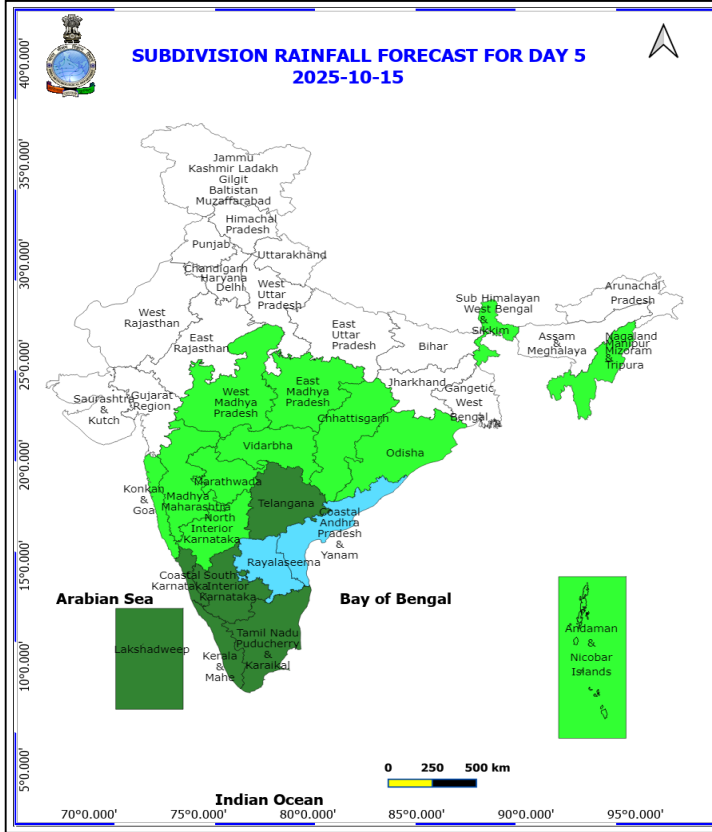 SUBDIVISION RAINFALL FORECAST FOR DAY 5
2025-10-15
40°0.000'
35°0.000'
30°0.000'
25°0.000'
20°0.000'
15°0.000'
10°0.000'
5°0.000'
Jammu
Kashmir Ladakh
Gilgit
Baltistan
Muzaffarabad
Himachal
Pradesh
Punjab
Uttarakhand
Chandigarh
Haryana
Delhi
West
Uttar
Pradesh
West
Rajasthan
East
Rajasthan
East
Uttar
Pradesh
Bihar
Sub Himalayan
West Bengal
&
Sikkim
Arunachal
Pradesh
Assam
&
Meghalaya
Nagaland
Manipur
Mizoram
&
Tripura
Saurashtra
&
Kutch
Gujarat
Region
West
Madhya
Pradesh
East
Madhya
Pradesh
Jharkhand
Gangetic
West
Bengal
Chhattisgarh
Odisha
Vidarbha
Konkan
&
Goa
Madhya
Maharashtra
Marathwada
North
Interior
Karnataka
Telangana
Coastal
Andhra
Pradesh
&
Yanam
Rayalaseema
Coastal
Karnataka
South
Interior
Karnataka
Arabian Sea
Bay of Bengal
Lakshadweep
Kerala
&
Mahe
Tamil Nadu
Puducherry
&
Karaikal
Andaman
&
Nicobar
Islands
0 250 500 km
Indian Ocean
70°0.000' 75°0.000' 80°0.000' 85°0.000' 90°0.000' 95°0.000'